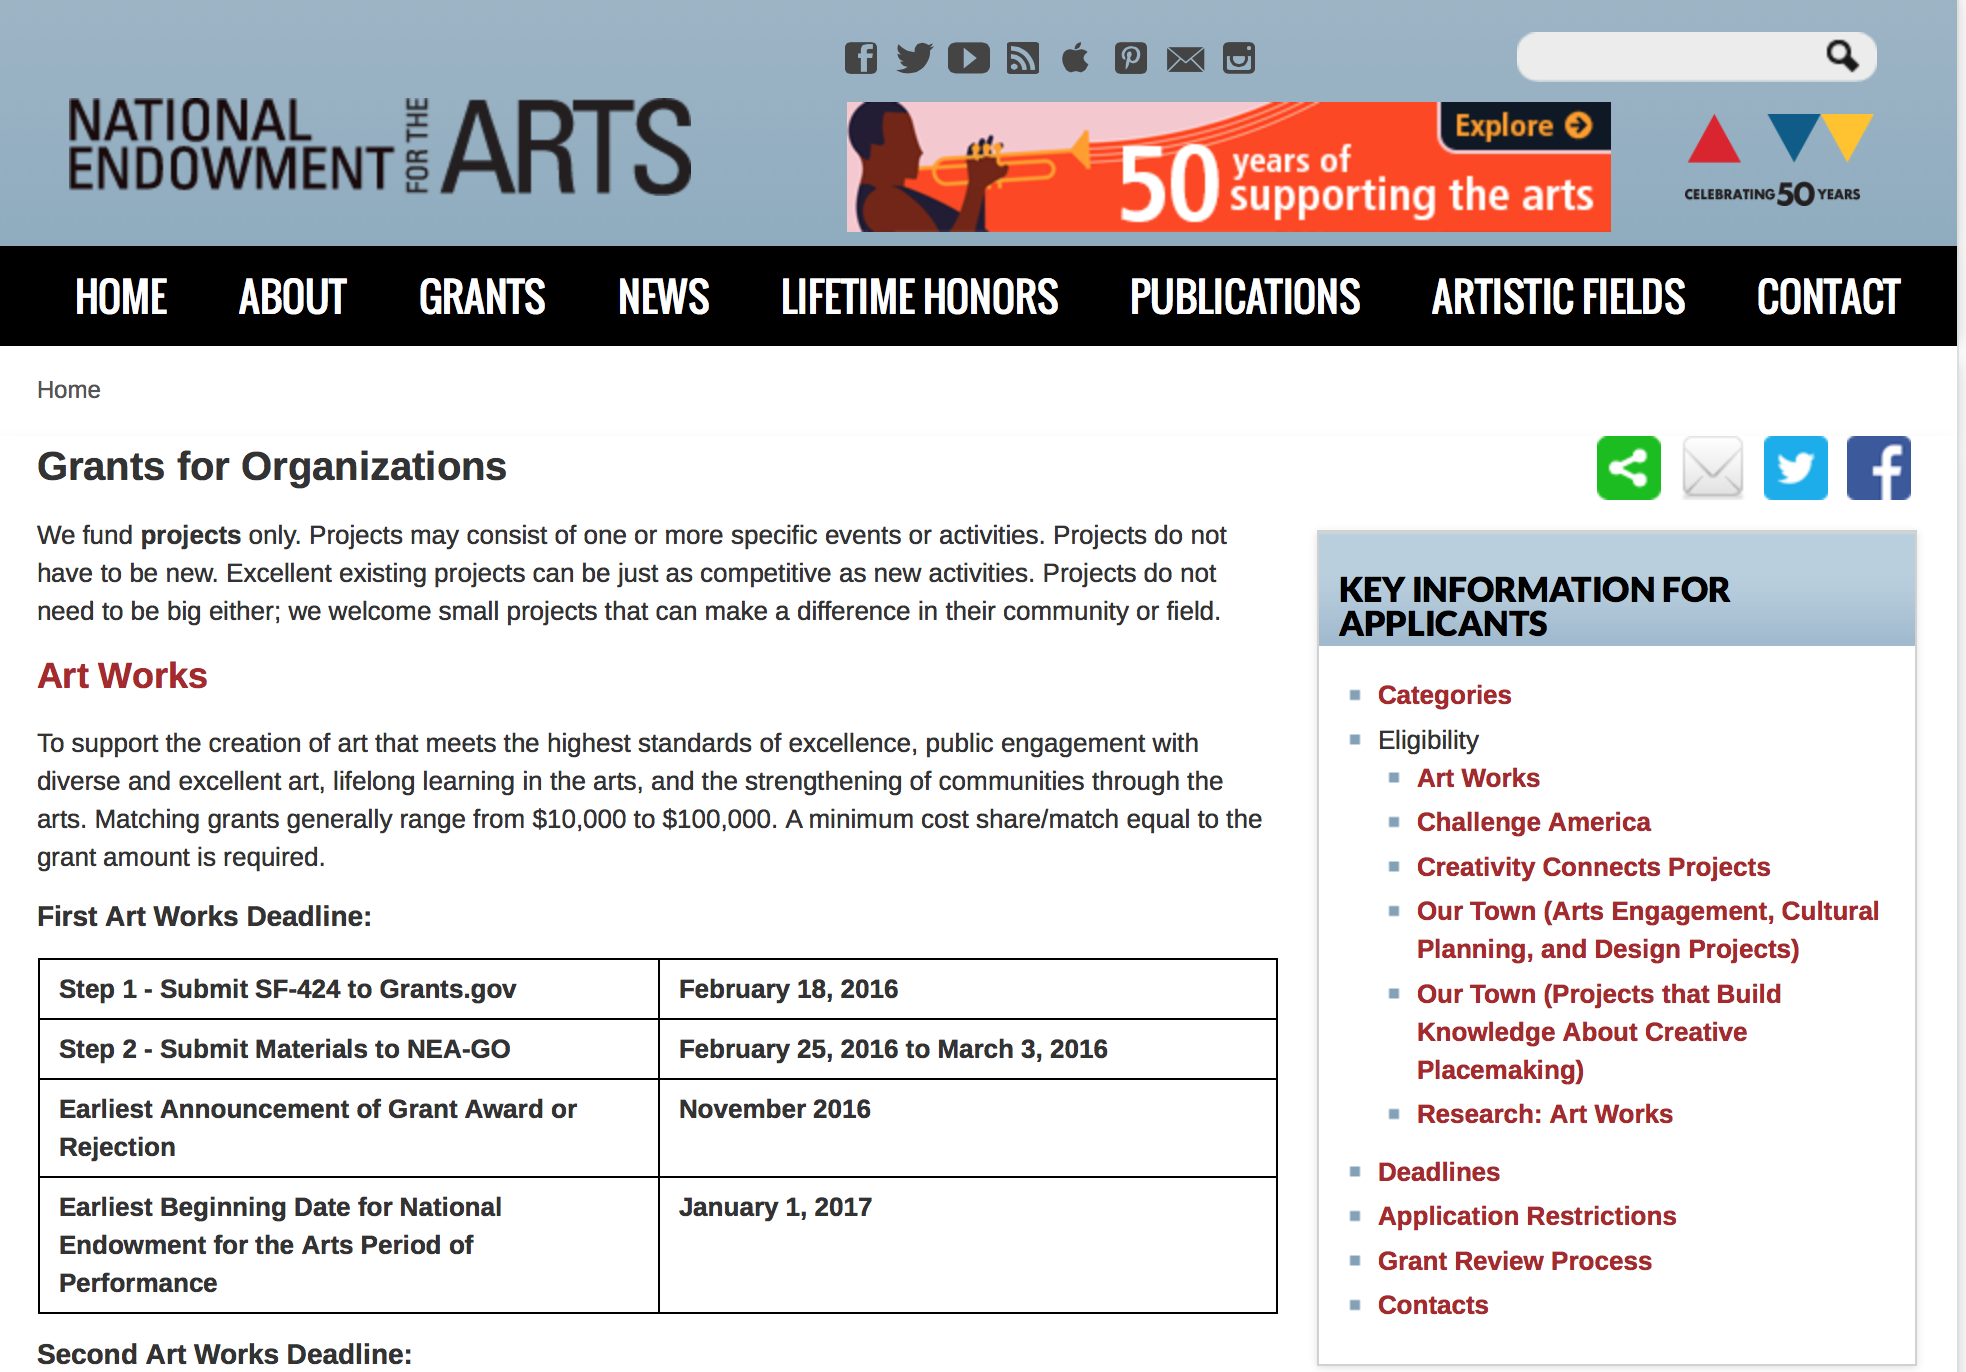 NATIONAL
ENDOWMENT
FOR THE
ARTS
Explore
50 years of
supporting the arts
CELEBRATING 50 YEARS
HOME ABOUT GRANTS NEWS LIFETIME HONORS PUBLICATIONS ARTISTIC FIELDS CONTACT
Home
Grants for Organizations
We fund projects only. Projects may consist of one or more specific events or activities. Projects do not
have to be new. Excellent existing projects can be just as competitive as new activities. Projects do not
need to be big either; we welcome small projects that can make a difference in their community or field.
Art Works
To support the creation of art that meets the highest standards of excellence, public engagement with
diverse and excellent art, lifelong learning in the arts, and the strengthening of communities through the
arts. Matching grants generally range from $10,000 to $100,000. A minimum cost share/match equal to the
grant amount is required.
First Art Works Deadline:
Step 1 - Submit SF-424 to Grants.gov February 18, 2016
Step 2 - Submit Materials to NEA-GO February 25, 2016 to March 3, 2016
Earliest Announcement of Grant Award or November 2016
Rejection
Earliest Beginning Date for National January 1, 2017
Endowment for the Arts Period of
Performance
Second Art Works Deadline:
KEY INFORMATION FOR
APPLICANTS
Categories
Eligibility
Art Works
Challenge America
Creativity Connects Projects
Our Town (Arts Engagement, Cultural
Planning, and Design Projects)
Our Town (Projects that Build
Knowledge About Creative
Placemaking)
Research: Art Works
Deadlines
Application Restrictions
Grant Review Process
Contacts